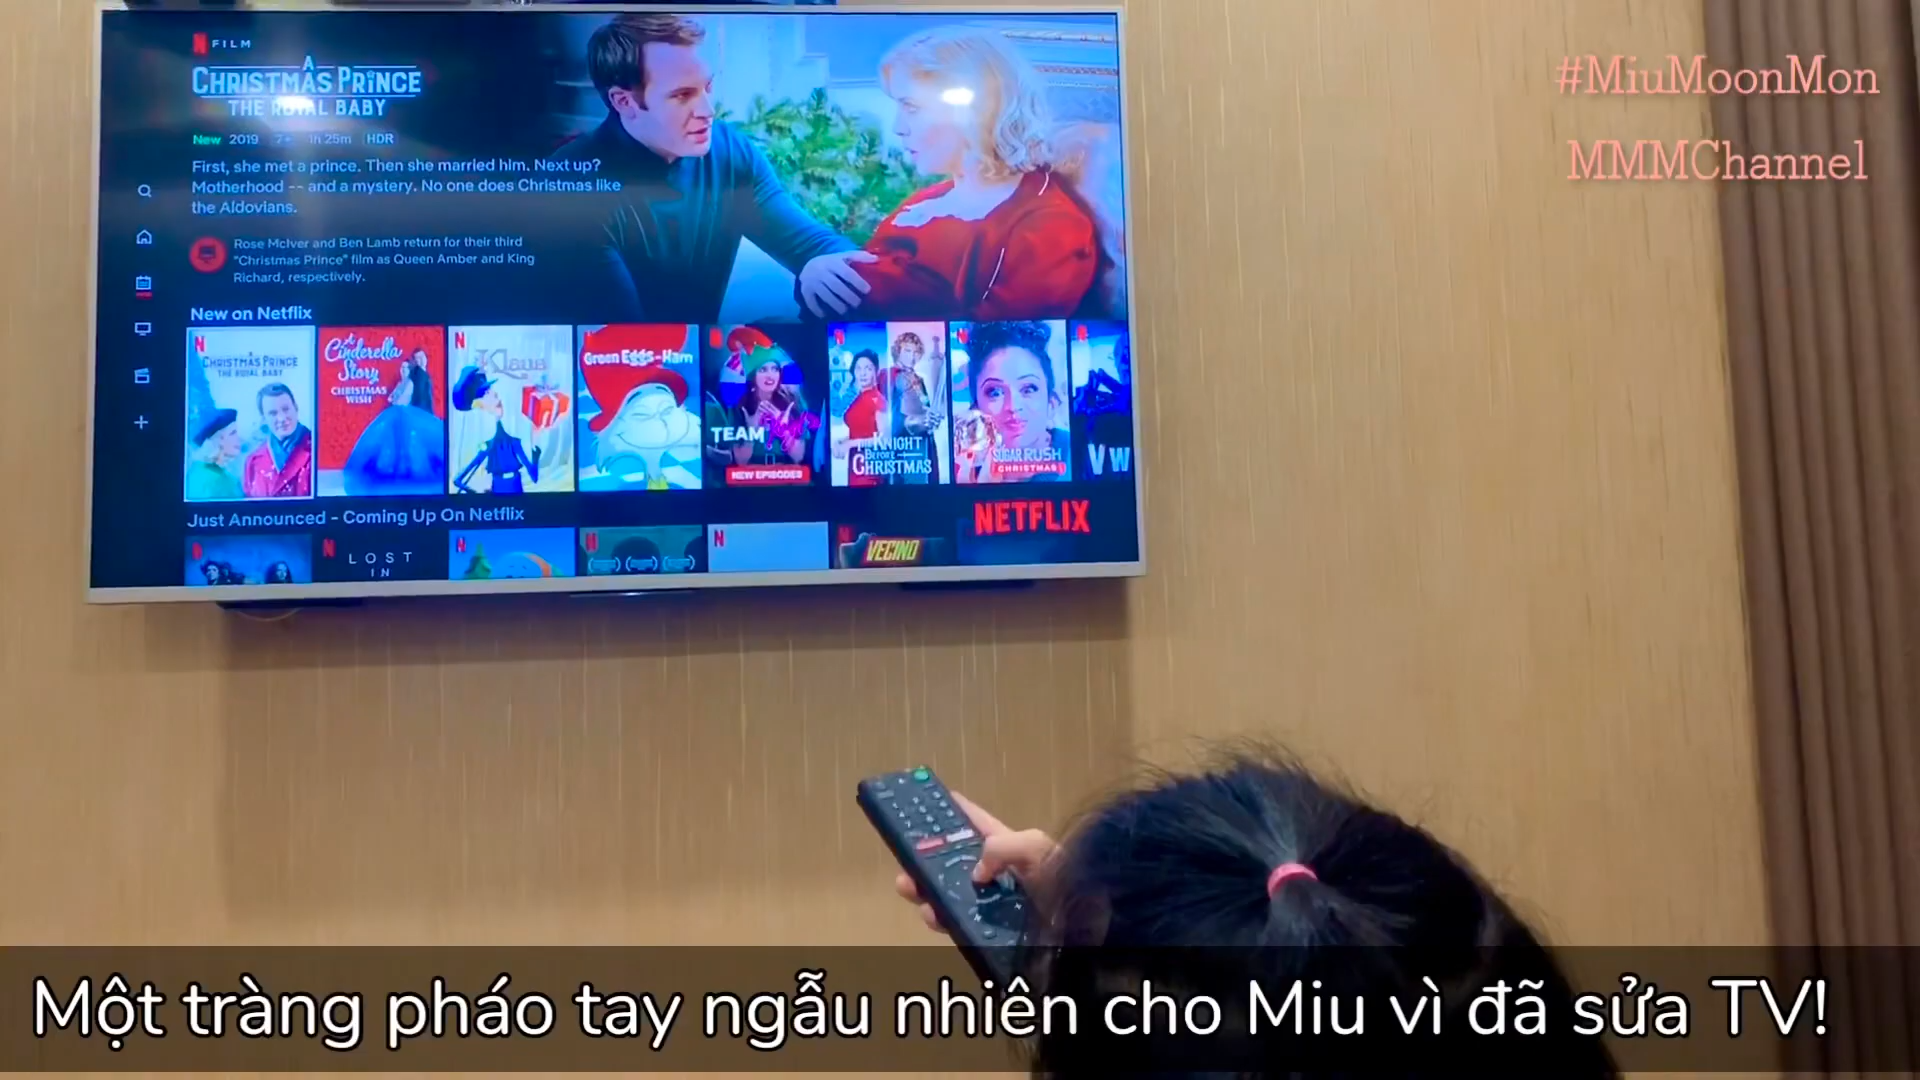 #MiuMoonMon
MMMChannel
FILM
A
CHRISTMAS PRINCE
THE ROYAL BABY
New 2019 7+ 1h 25m HDR
First, she met a prince. Then she married him. Next up?
Motherhood -- and a mystery. No one does Christmas like
the Aldovians.
Rose McIver and Ben Lamb return for their third
"Christmas Prince" film as Queen Amber and King
Richard, respectively.
New on Netflix
CHRISTMAS PRINCE
THE ROYAL BABY
A
Cinderella
Story
CHRISTMAS
WISH
Klaus
Green Eggs-Ham
TEAM
NEW EPISODES
THE KNIGHT
BEFORE
CHRISTMAS
SUGAR RUSH
CHRISTMAS
Just Announced - Coming Up On Netflix
NETFLIX
LOST
IN
VECINO
Một tràng pháo tay ngẫu nhiên cho Miu vì đã sửa TV!